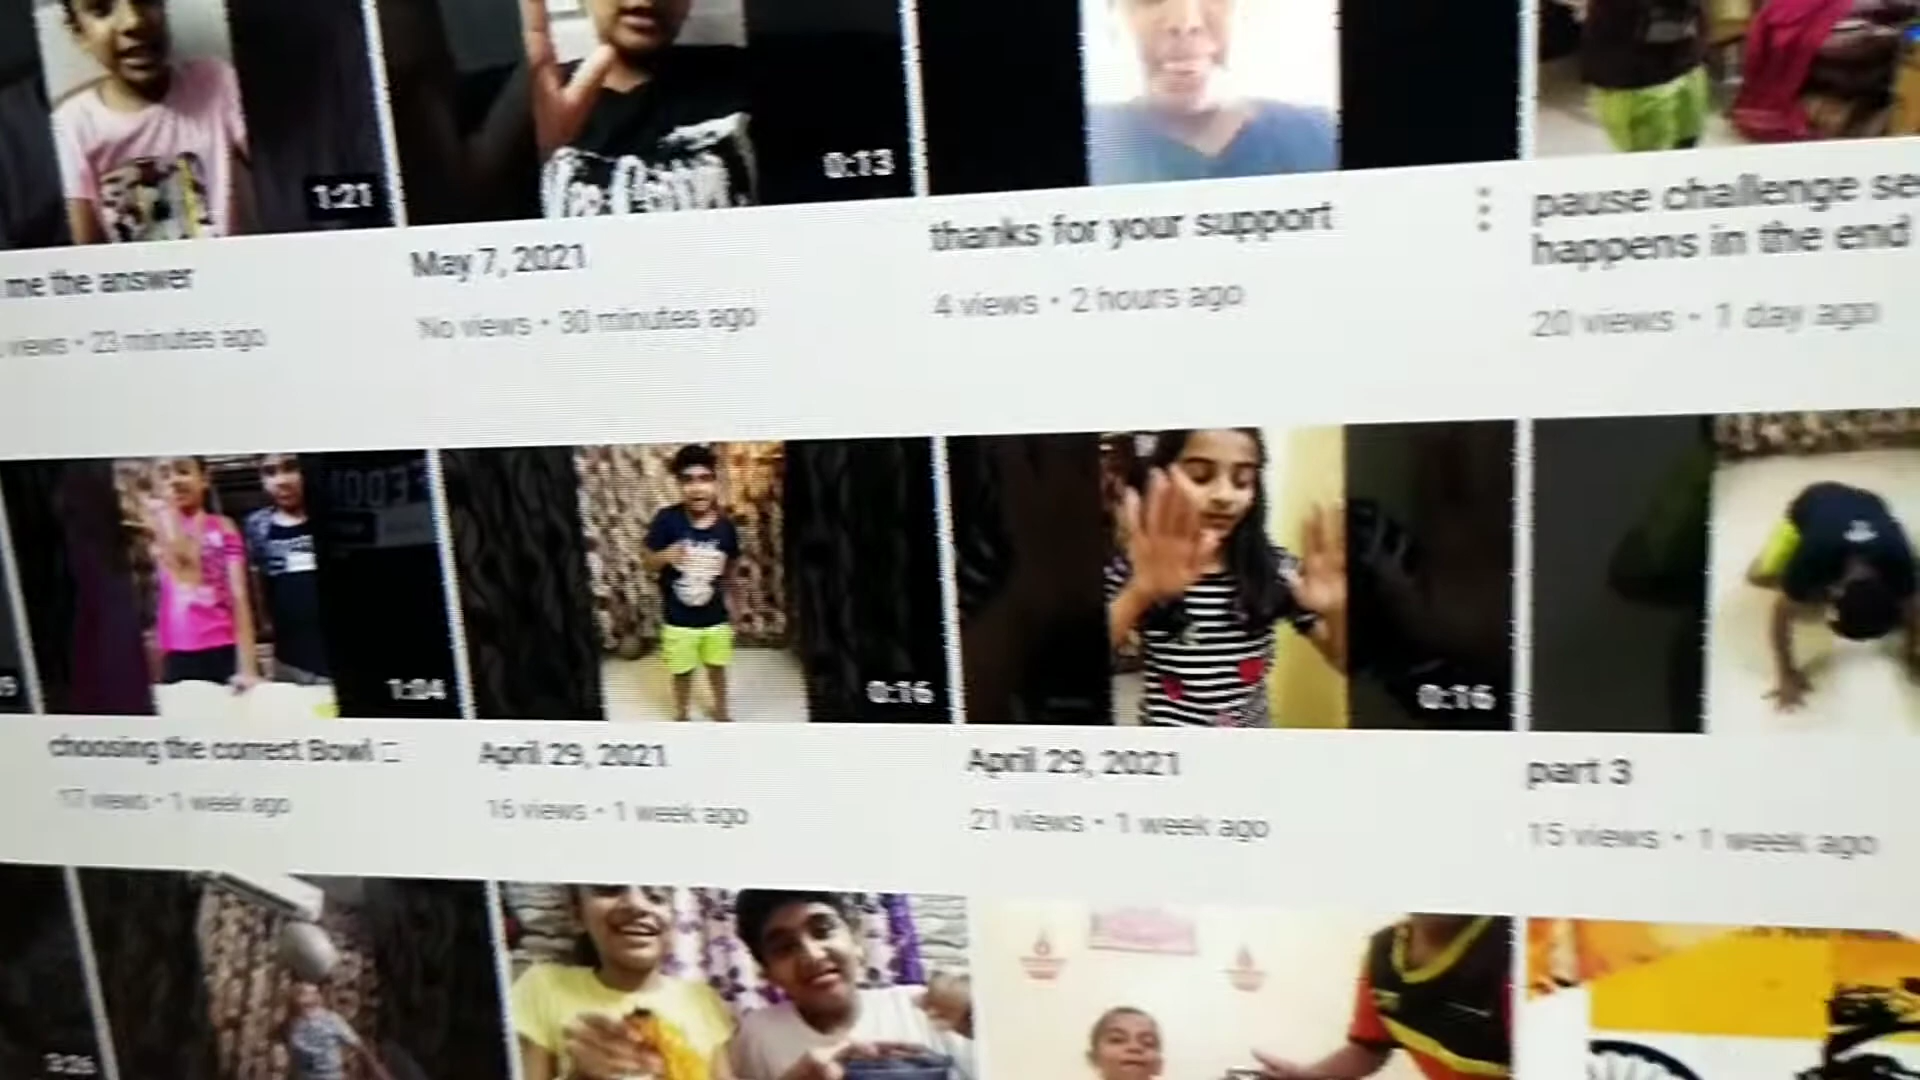 1:21
0:13
me the answer
views • 23 minutes ago
May 7, 2021
No views • 30 minutes ago
thanks for your support
4 views • 2 hours ago
pause challenge se
happens in the end
20 views • 1 day ago
1:04
0:16
0:16
choosing the correct Bowl □
17 views • 1 week ago
April 29, 2021
16 views • 1 week ago
April 29, 2021
21 views • 1 week ago
part 3
15 views • 1 week ago
3:26